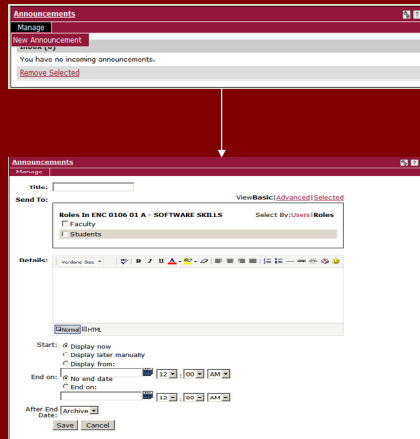 Announcements
Manage
New Announcement
Inbox (0)
You have no incoming announcements.
Remove Selected
Announcements
Manage
Title:
Send To:
View Basic|Advanced|Selected
Roles In ENC 0106 01 A - SOFTWARE SKILLS Select By: Users|Roles
Faculty
Students
Details:
Verdana Size
B I U A
Normal HTML
Start: Display now
Display later manually
Display from:
12 : 00 AM
End on: No end date
End on:
12 : 00 AM
After End Date: Archive
Save Cancel